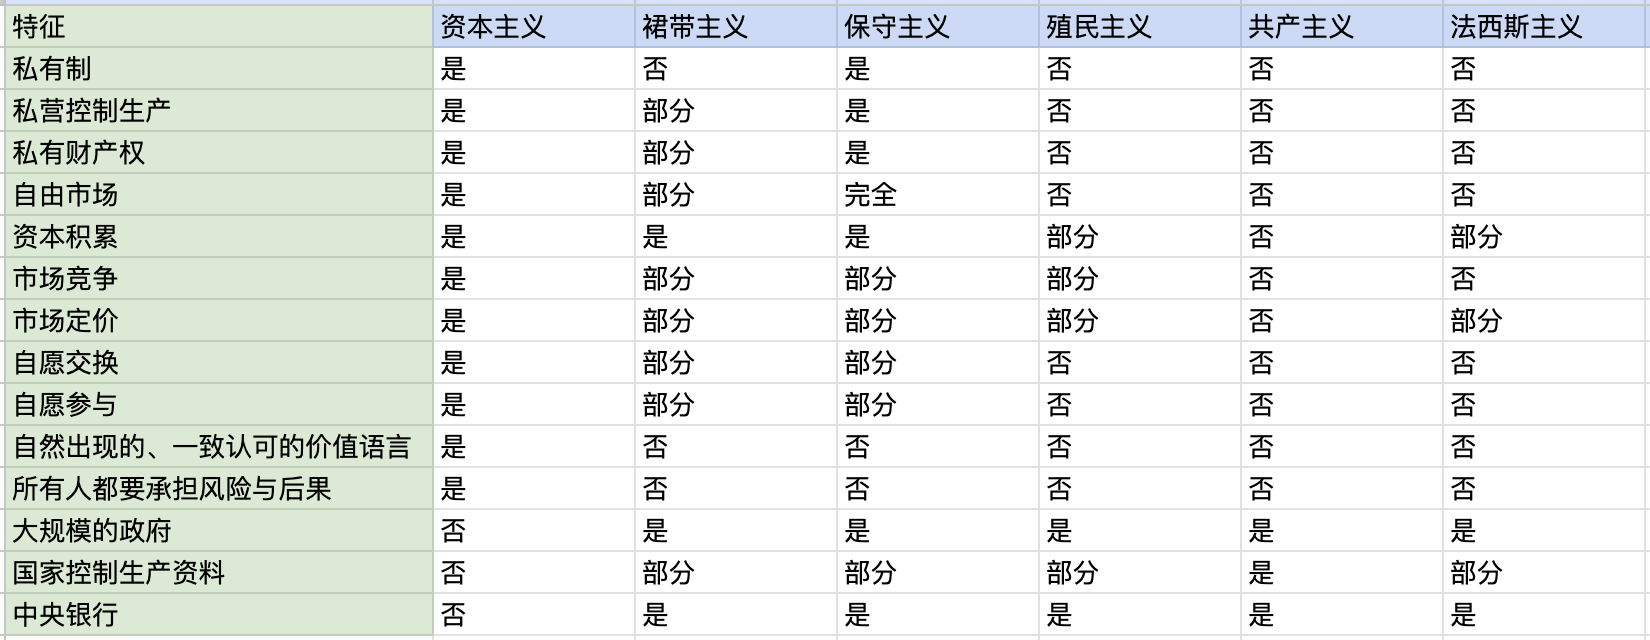 特征 资本主义 裙带主义 保守主义 殖民主义 共产主义 法西斯主义
私有制 是 否 是 否 否 否
私营控制生产 是 部分 是 否 否 否
私有财产权 是 部分 是 否 否 否
自由市场 是 部分 完全 否 否 否
资本积累 是 是 是 部分 否 部分
市场竞争 是 部分 部分 部分 否 否
市场定价 是 部分 部分 部分 否 部分
自愿交换 是 部分 部分 否 否 否
自愿参与 是 部分 部分 否 否 否
自然出现的、一致认可的价值语言 是 否 否 否 否 否
所有人都要承担风险与后果 是 否 否 否 否 否
大规模的政府 否 是 是 是 是 是
国家控制生产资料 否 部分 部分 部分 是 部分
中央银行 否 是 是 是 是 是